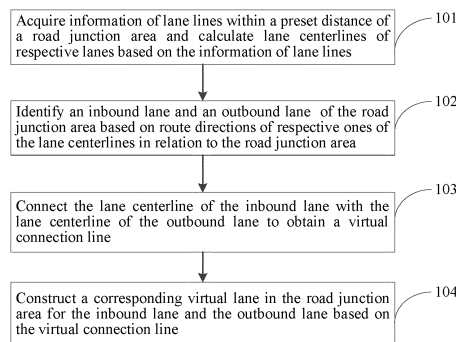 Acquire information of lane lines within a preset distance of
a road junction area and calculate lane centerlines of
respective lanes based on the information of lane lines
101
Identify an inbound lane and an outbound lane of the road
junction area based on route directions of respective ones of
the lane centerlines in relation to the road junction area
102
Connect the lane centerline of the inbound lane with the
lane centerline of the outbound lane to obtain a virtual
connection line
103
Construct a corresponding virtual lane in the road junction
area for the inbound lane and the outbound lane based on
the virtual connection line
104